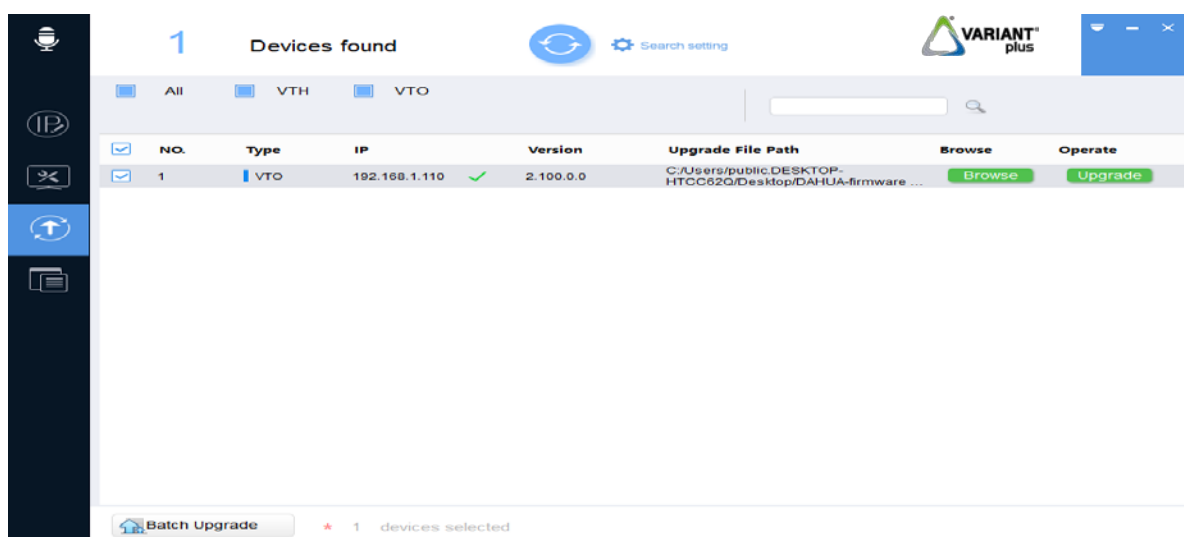 1 Devices found Search setting VARIANT® plus
All VTH VTO
IP
NO. Type IP Version Upgrade File Path Browse Operate
1 VTO 192.168.1.110 2.100.0.0 C:/Users/public.DESKTOP-
HTCC62Q/Desktop/DAHUA-firmware ... Browse Upgrade
Batch Upgrade * 1 devices selected